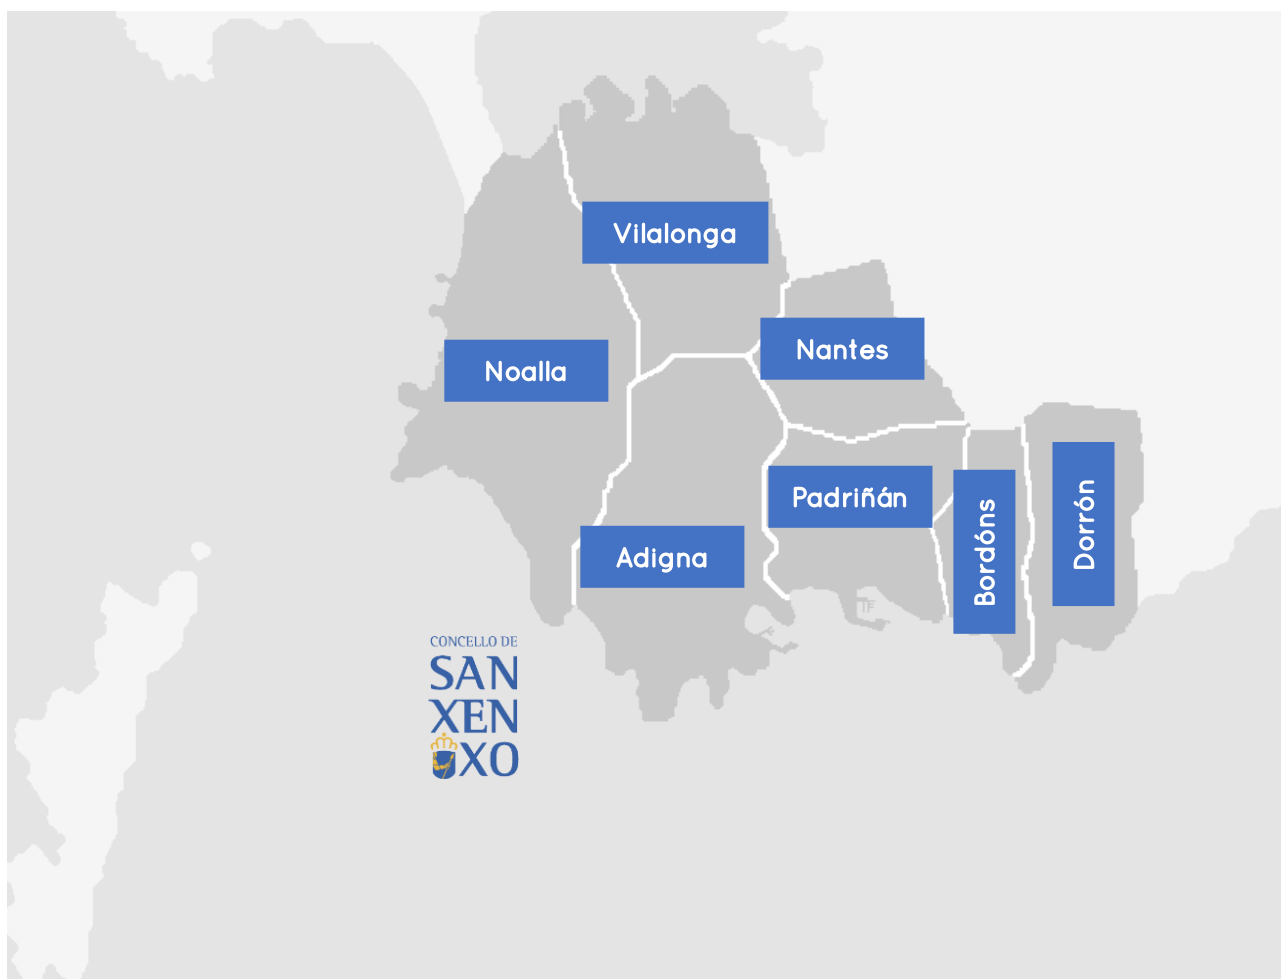 Vilalonga
Nantes
Noalla
Padriñán
Bordóns
Dorrón
Adigna
CONCELLO DE
SAN
XEN
XO